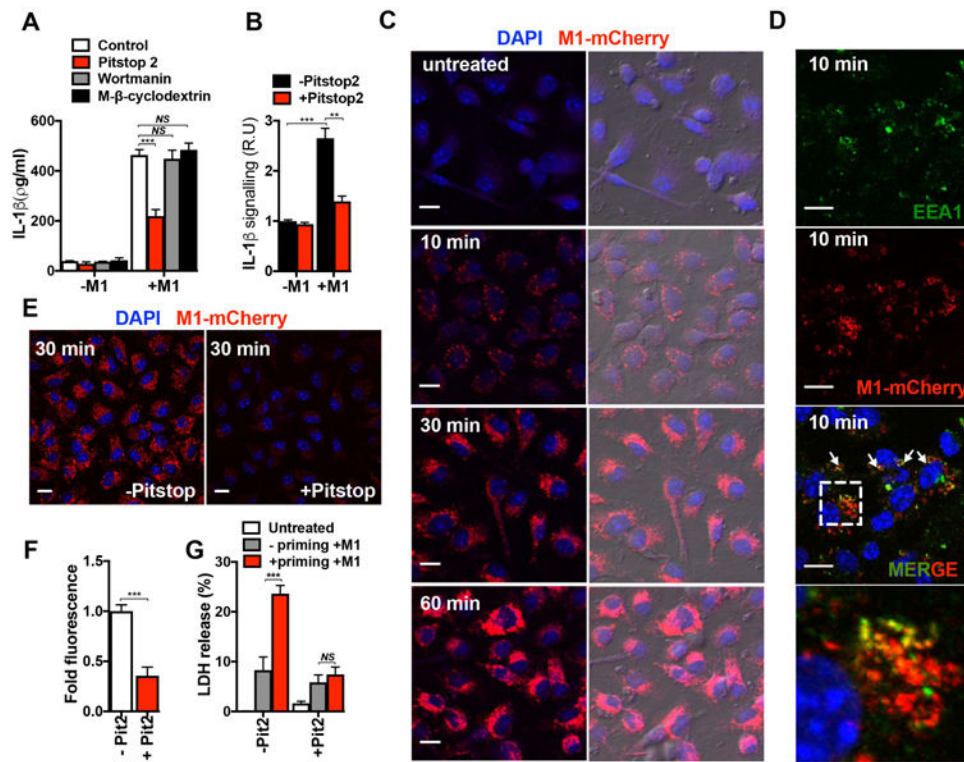 A
Control
Pitstop 2
Wortmanin
M-β-cyclodextrin
IL-1β(ρg/ml)
600
400
200
0
***
NS
NS
-M1
+M1
B
-Pitstop2
+Pitstop2
IL-1β signalling (R.U)
3
2
1
0
***
**
-M1 +M1
C
DAPI M1-mCherry
untreated
10 min
30 min
60 min
D
10 min
EEA1
10 min
M1-mCherry
10 min
MERGE
E
DAPI M1-mCherry
30 min
-Pitstop
30 min
+Pitstop
F
Fold fluorescence
1.0
0.5
0.0
***
- Pit2
+ Pit2
G
Untreated
- priming +M1
+priming +M1
LDH release (%)
30
20
10
0
***
NS
-Pit2
+Pit2